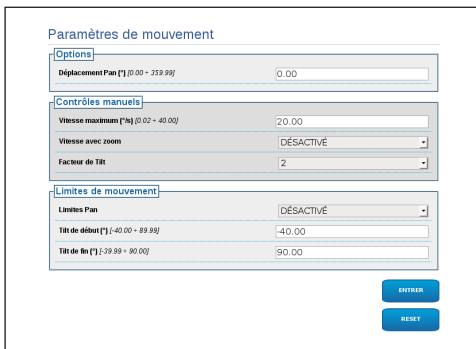 Paramètres de mouvement
Options
Déplacement Pan (°) [0.00 ÷ 359.99] 0.00
Contrôles manuels
Vitesse maximum (°/s) [0.02 ÷ 40.00] 20.00
Vitesse avec zoom DÉSACTIVÉ
Facteur de Tilt 2
Limites de mouvement
Limites Pan DÉSACTIVÉ
Tilt de début (°) [-40.00 ÷ 89.99] -40.00
Tilt de fin (°) [-39.99 ÷ 90.00] 90.00
ENTRER
RESET